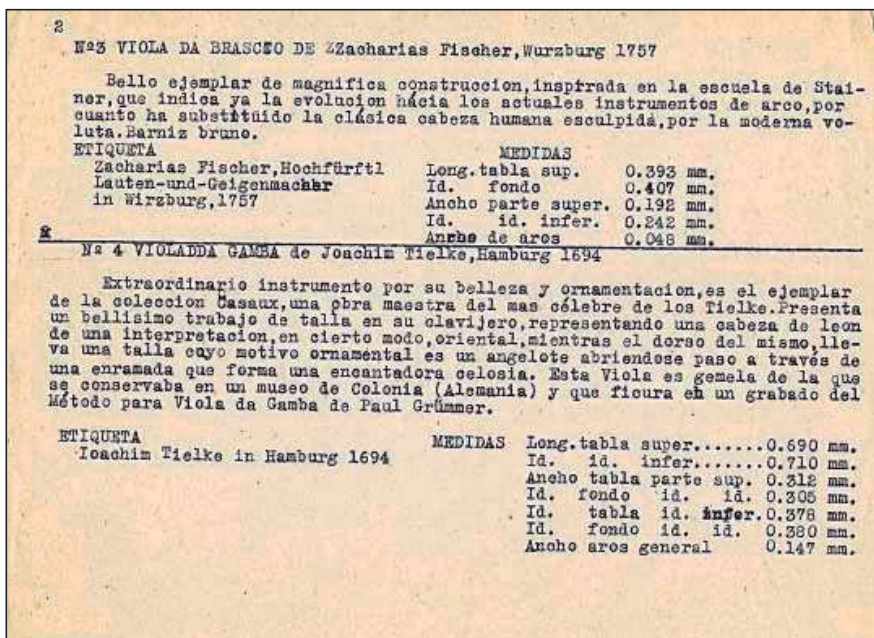 2
Nº3 VIOLA DA BRASCIO DE ZZacharias Fischer,Wurzburg 1757
Bello ejemplar de magnifica construccion,inspirada en la escuela de Stai-
ner,que indica ya la evolucion hácia los actuales instrumentos de arco,por
cuanto ha substituido la clásica cabeza humana esculpida,por la moderna vo-
luta.Barniz bruno.
ETIQUETA MEDIDAS
Zacharias Fischer,Hochfürftl Long.tabla sup. 0.393 mm.
Lauten-und-Geigenmacher Id. fondo 0.407 mm.
in Wirzburg,1757 Ancho parte super. 0.192 mm.
Id. id. infer. 0.242 mm.
Ancho de aros 0.048 mm.
Nº 4 VIOLADDA GAMBA de Joachim Tielke,Hamburg 1694
Extraordinario instrumento por su belleza y ornamentacion,es el ejemplar
de la coleccion Casaux,una obra maestra del mas célebre de los Tielke.Presenta
un bellisimo trabajo de talla en su clavijero,representando una cabeza de leon
de una interpretacion,en cierto modo,oriental,mientras el dorso del mismo,lle-
va una talla cuyo motivo ornamental es un angelote abriendose paso a través de
una enramada que forma una encantadora celosia. Esta Viola es gemela de la que
se conservaba en un museo de Colonia (Alemania) y que ficura en un grabado del
Método para Viola da Gamba de Paul Grümmer.
ETIQUETA MEDIDAS Long.tabla super.......0.690 mm.
Ioachim Tielke in Hamburg 1694 Id. id. infer.......0.710 mm.
Ancho tabla parte sup. 0.312 mm.
Id. fondo id. id. 0.305 mm.
Id. tabla id. infer.0.378 mm.
Id. fondo id. id. 0.380 mm.
Ancho aros general 0.147 mm.